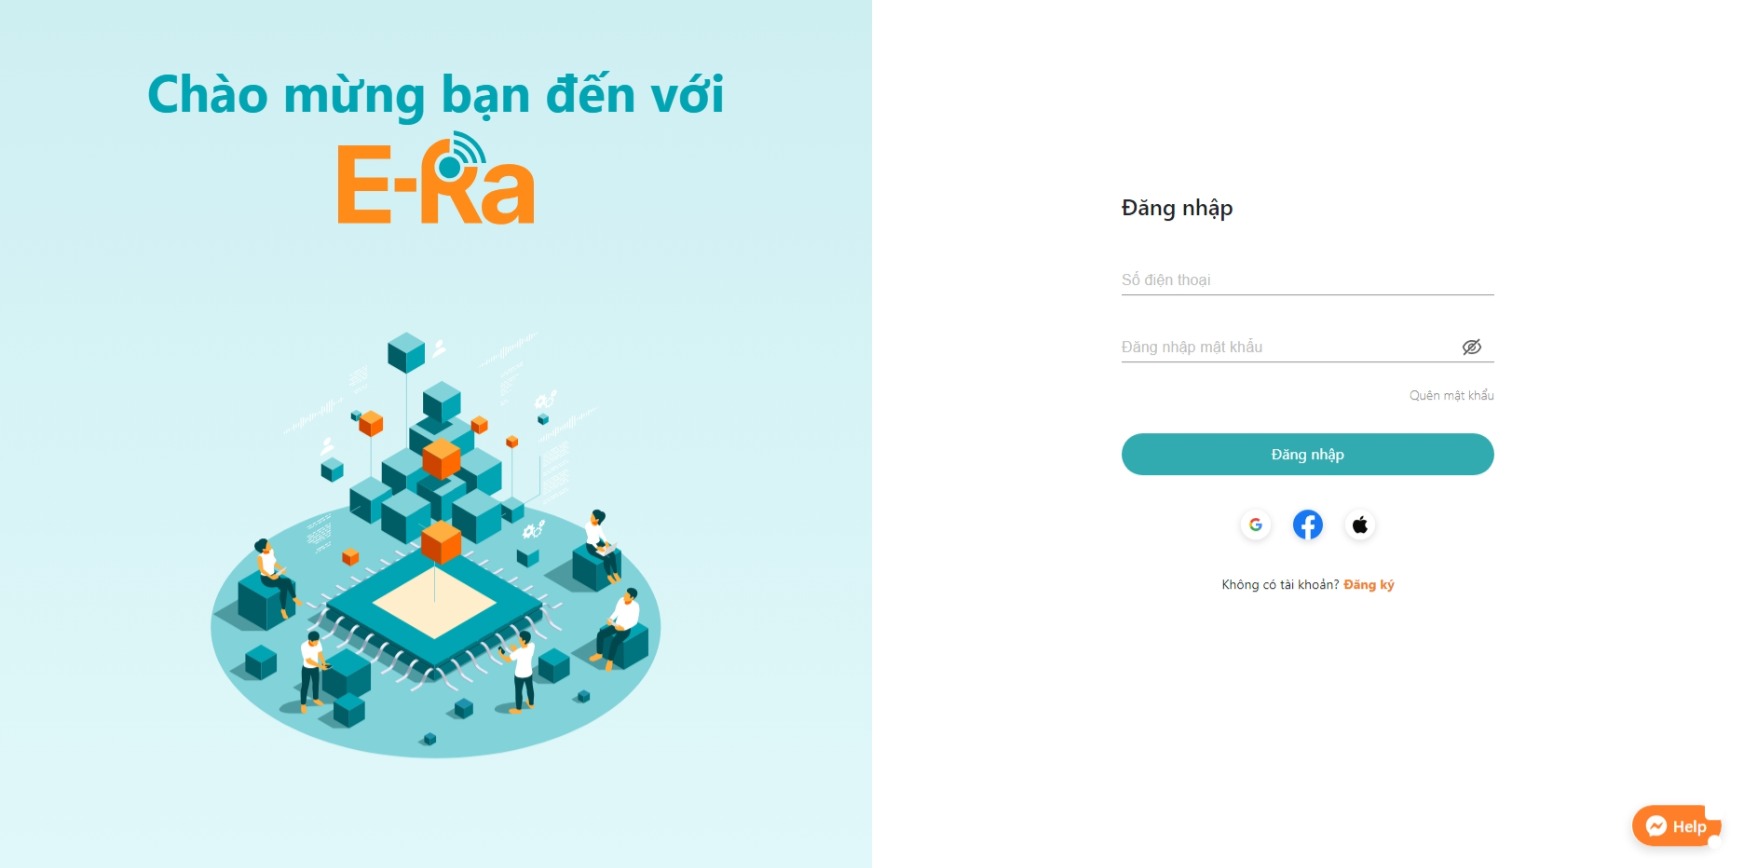 Chào mừng bạn đến với
E-Ra
Đăng nhập
Số điện thoại
Đăng nhập mật khẩu
Quên mật khẩu
Đăng nhập
Không có tài khoản? Đăng ký
Help